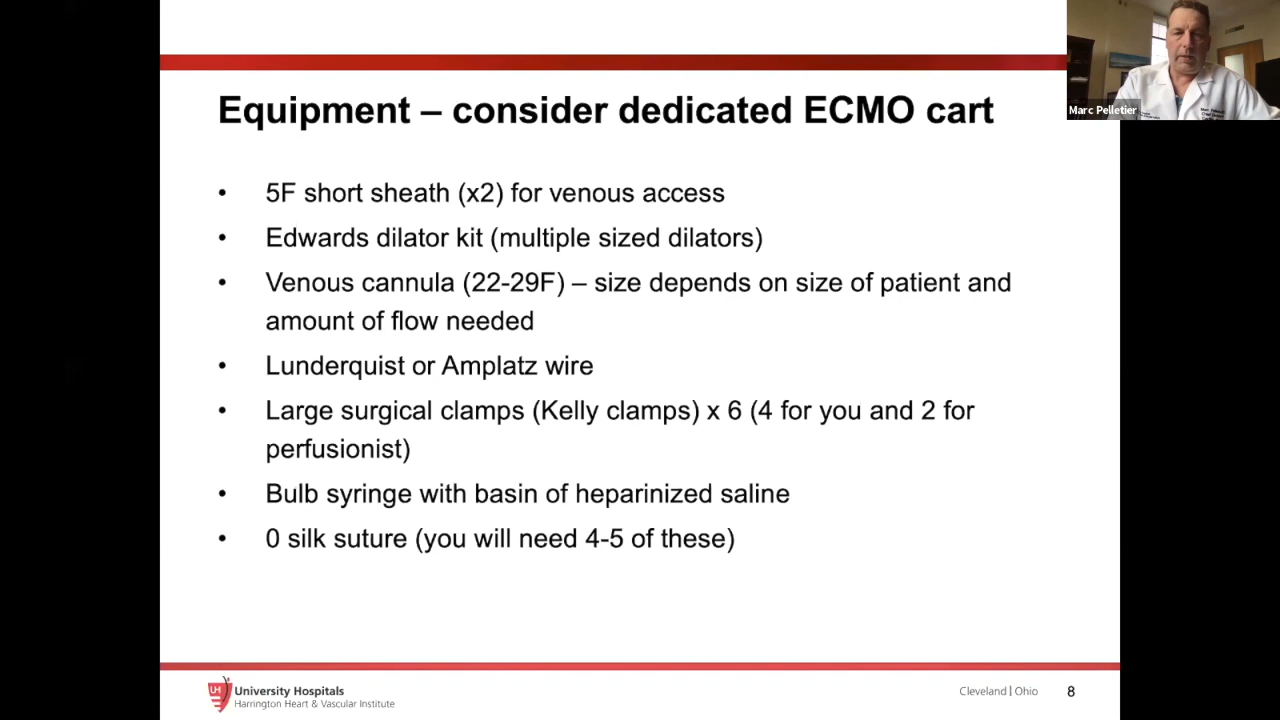 Marc Pelletier
Equipment – consider dedicated ECMO cart
• 5F short sheath (x2) for venous access
• Edwards dilator kit (multiple sized dilators)
• Venous cannula (22-29F) – size depends on size of patient and
amount of flow needed
• Lunderquist or Amplatz wire
• Large surgical clamps (Kelly clamps) x 6 (4 for you and 2 for
perfusionist)
• Bulb syringe with basin of heparinized saline
• 0 silk suture (you will need 4-5 of these)
UH
University Hospitals
Harrington Heart & Vascular Institute
Cleveland | Ohio
8